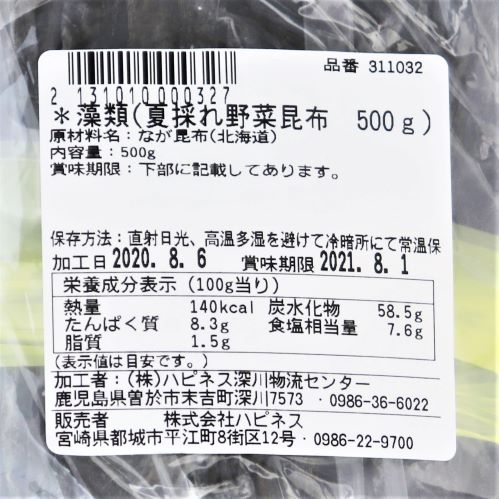 品番 311032
2 131010 000327
*藻類(夏採れ野菜昆布 500g)
原材料名:なが昆布(北海道)
内容量:500g
賞味期限:下部に記載してあります。
保存方法:直射日光、高温多湿を避けて冷暗所にて常温保
加工日 2020. 8. 6 賞味期限 2021. 8. 1
栄養成分表示(100g当り)
熱量 140kcal 炭水化物 58.5g
たんぱく質 8.3g 食塩相当量 7.6g
脂質 1.5g
(表示値は目安です。)
加工者:(株)ハピネス深川物流センター
鹿児島県曽於市末吉町深川7573・0986-36-6022
販売者 株式会社ハピネス
宮崎県都城市平江町8街区12号・0986-22-9700